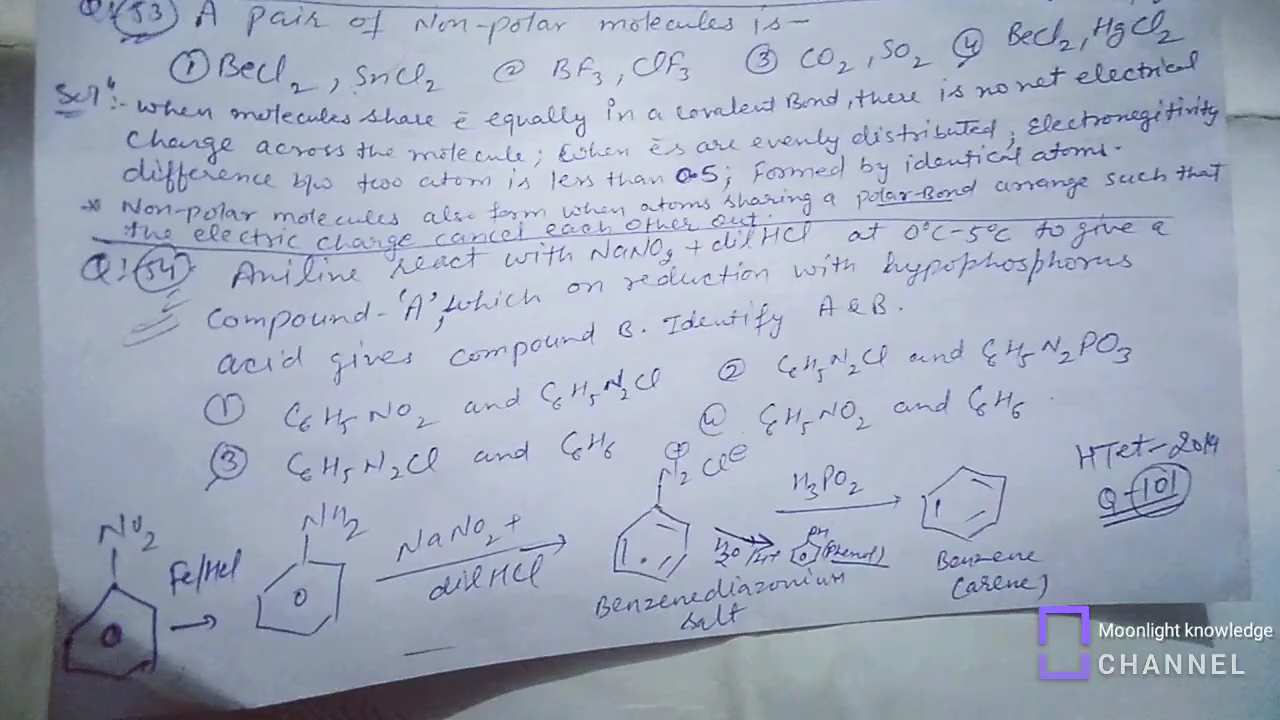 Q:(53) A pair of Non-polar molecules is -
① BeCl2, SnCl2 ② BF3, ClF3 ③ CO2, SO2 ④ BeCl2, HgCl2
Sol":- when molecules share ē equally in a covalent Bond, there is no net electrical
Charge across the molecule; When ēs are evenly distributed; Electronegitivity
difference b/w two atom is less than 0.5; Formed by identical atoms.
* Non-polar molecules also form when atoms sharing a polar-Bond arrange such that
the electric charge cancel each other out.
Q:(54) Aniline react with NaNO2 + dil HCl at 0°C-5°C to give a
Compound-'A', which on reduction with hypophosphorus
acid gives compound B. Identify A & B.
① C6H5NO2 and C6H5N2Cl ② C6H5N2Cl and C6H5N2PO3
③ C6H5N2Cl and C6H6 ④ C6H5NO2 and C6H6.
HTet-2019
Q-101
NO2
Fe/HCl
NH2
NaNO2 +
dil HCl
N2 Cl⊖
⊕
H3PO2
H2O
OH
(Phenol)
Benzenediazonium
salt
Benzene
(arene)
Moonlight knowledge
CHANNEL